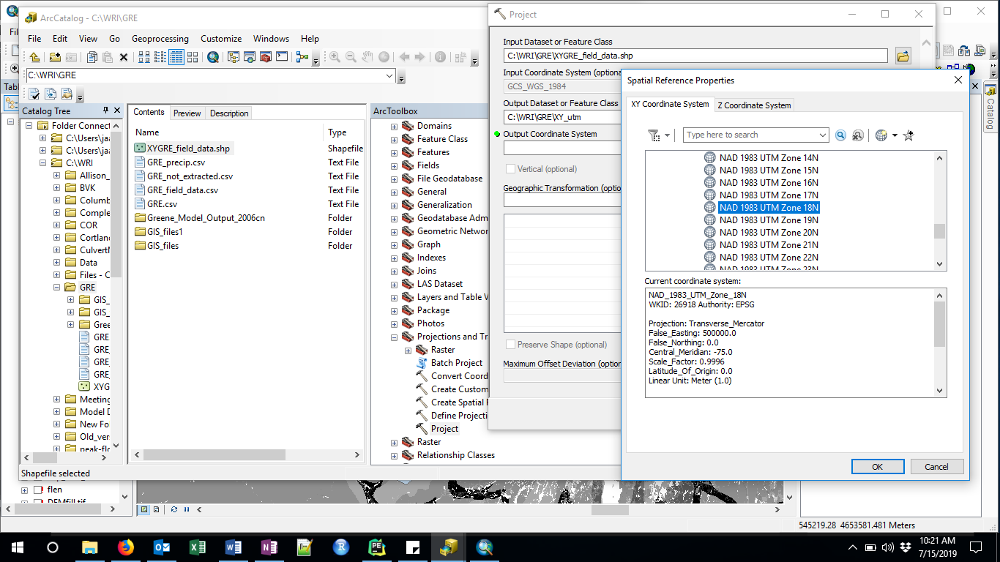 ArcCatalog - C:\WRI\GRE
File Edit View Go Geoprocessing Customize Windows Help
C:\WRI\GRE
Catalog Tree
Folder Connect
C:\Users\ja
C:\Users\ja
C:\WRI
Allison_
BVK
Columb
Comple
COR
Cortlan
Culvert
Data
Files - C
GRE
GIS_
GIS_
Gree
GRE
GRE_
GRE_
GRE_
XYG
Meeting
Model D
New Fo
Old_ver
peak-flo
Shapefile selected
Contents Preview Description
Name Type
XYGRE_field_data.shp Shapefile
GRE_precip.csv Text File
GRE_not_extracted.csv Text File
GRE_field_data.csv Text File
GRE.csv Text File
Greene_Model_Output_2006cn Folder
GIS_files1 Folder
GIS_files Folder
ArcToolbox
Domains
Feature Class
Features
Fields
File Geodatabase
General
Generalization
Geodatabase Adm
Geometric Networ
Graph
Indexes
Joins
LAS Dataset
Layers and Table V
Package
Photos
Projections and Tr
Raster
Batch Project
Convert Coord
Create Custom
Create Spatial R
Define Projecti
Project
Raster
Relationship Classes
Project
Input Dataset or Feature Class
C:\WRI\GRE\XYGRE_field_data.shp
Input Coordinate System (optiona
GCS_WGS_1984
Output Dataset or Feature Class
C:\WRI\GRE\XY_utm
Output Coordinate System
Vertical (optional)
Geographic Transformation (optio
Preserve Shape (optional)
Maximum Offset Deviation (option
Spatial Reference Properties
XY Coordinate System Z Coordinate System
Type here to search
NAD 1983 UTM Zone 14N
NAD 1983 UTM Zone 15N
NAD 1983 UTM Zone 16N
NAD 1983 UTM Zone 17N
NAD 1983 UTM Zone 18N
NAD 1983 UTM Zone 19N
NAD 1983 UTM Zone 20N
NAD 1983 UTM Zone 21N
NAD 1983 UTM Zone 22N
NAD 1983 UTM Zone 23N
Current coordinate system:
NAD_1983_UTM_Zone_18N
WKID: 26918 Authority: EPSG
Projection: Transverse_Mercator
False_Easting: 500000.0
False_Northing: 0.0
Central_Meridian: -75.0
Scale_Factor: 0.9996
Latitude_Of_Origin: 0.0
Linear Unit: Meter (1.0)
OK Cancel
Catalog
Fi
Tabl
flen
DEMfill.tif
545219.28 4653581.481 Meters
10:21 AM
7/15/2019